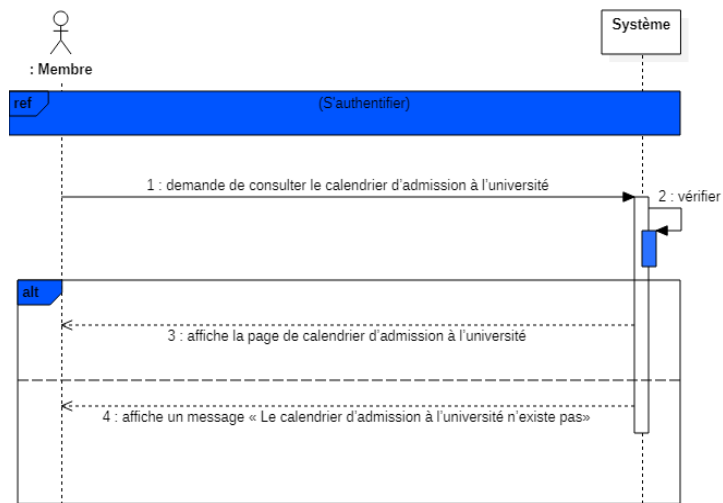 Système
: Membre
ref
(S'authentifier)
1 : demande de consulter le calendrier d'admission à l'université
2 : vérifier
alt
3 : affiche la page de calendrier d'admission à l'université
4 : affiche un message « Le calendrier d'admission à l'université n'existe pas»